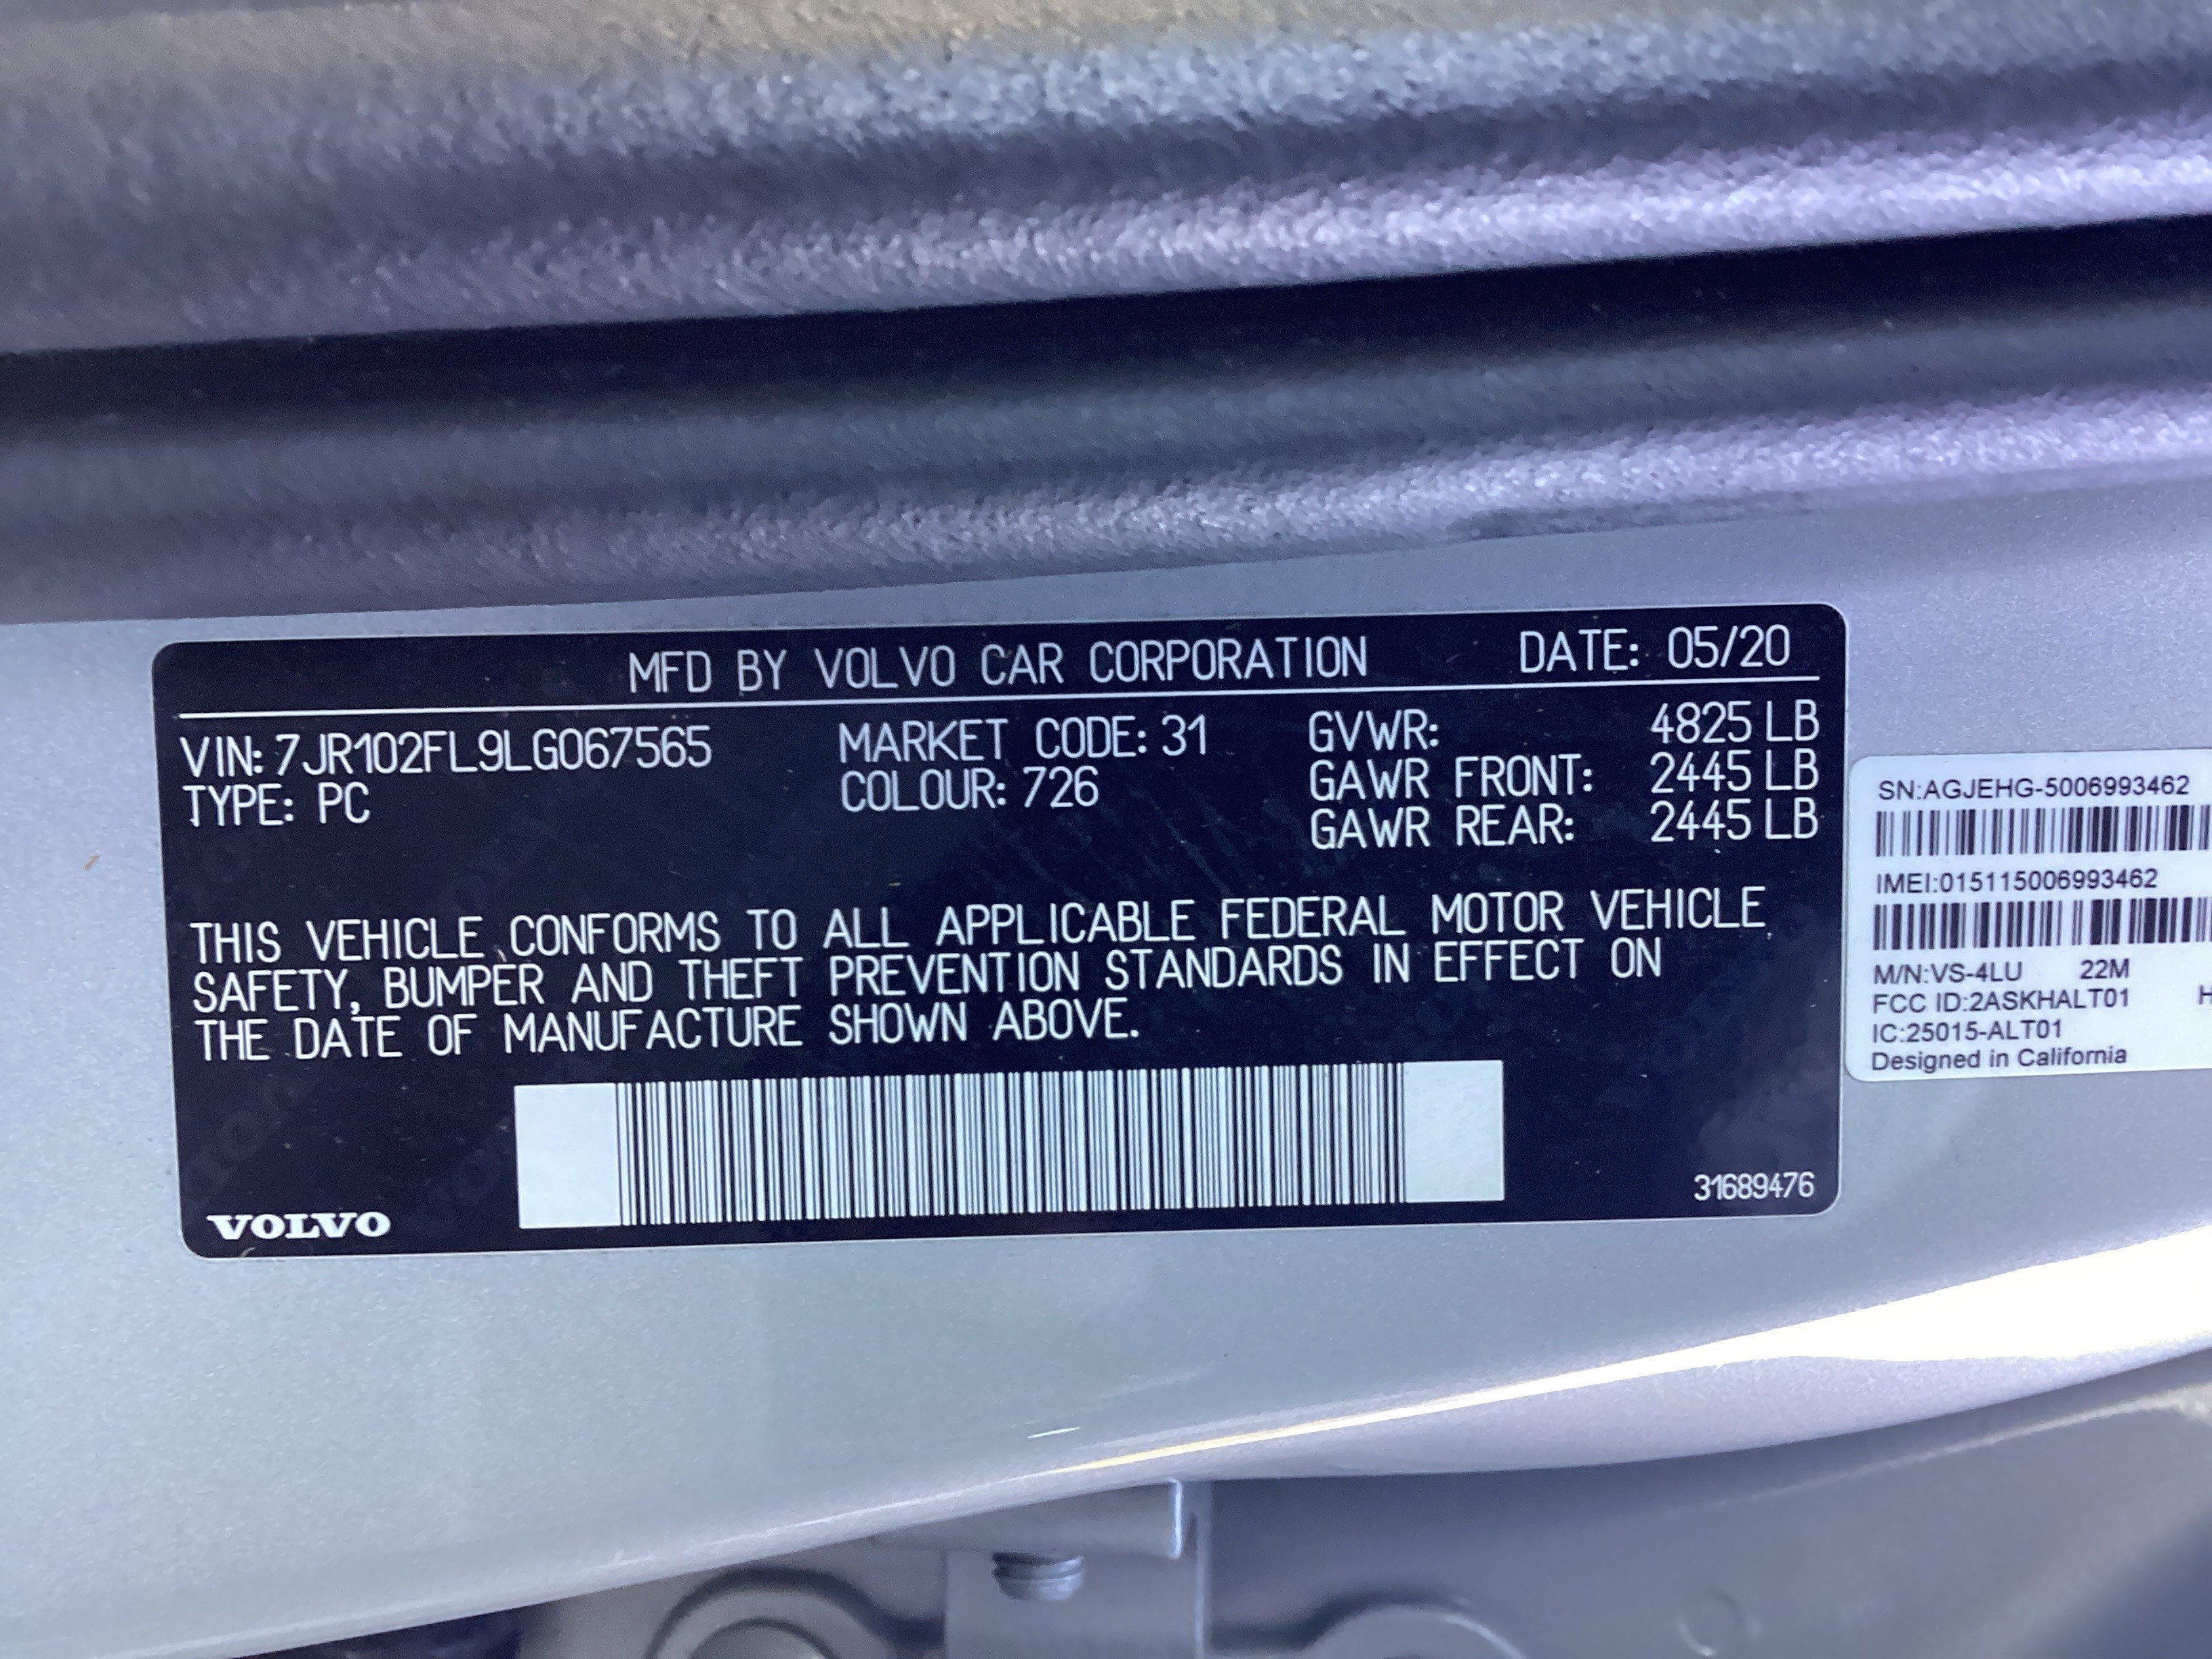 MFD BY VOLVO CAR CORPORATION DATE: 05/20
VIN: 7JR102FL9LG067565 MARKET CODE: 31 GVWR: 4825 LB
TYPE: PC COLOUR: 726 GAWR FRONT: 2445 LB
GAWR REAR: 2445 LB
THIS VEHICLE CONFORMS TO ALL APPLICABLE FEDERAL MOTOR VEHICLE
SAFETY, BUMPER AND THEFT PREVENTION STANDARDS IN EFFECT ON
THE DATE OF MANUFACTURE SHOWN ABOVE.
31689476
VOLVO
SN:AGJEHG-5006993462
IMEI:015115006993462
M/N:VS-4LU 22M
FCC ID:2ASKHALT01 H
IC:25015-ALT01
Designed in California